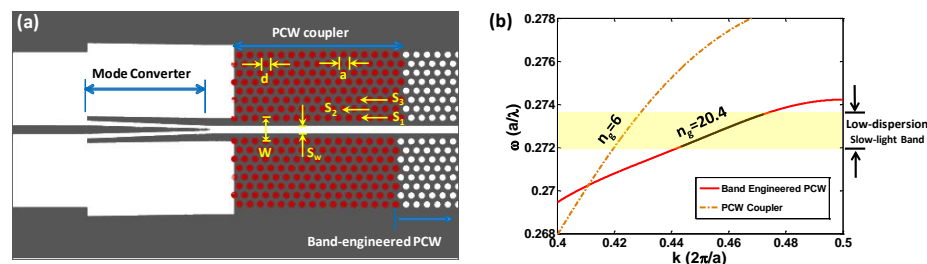 (a)
PCW coupler
Mode Converter
d
a
S3
S2
S1
W
Sw
Band-engineered PCW
(b)
0.278
0.276
0.274
0.272
0.27
0.268
ω (a/λ)
ng=6
ng=20.4
Low-dispersion
Slow-light Band
Band Engineered PCW
PCW Coupler
0.4
0.42
0.44
0.46
0.48
0.5
k (2π/a)